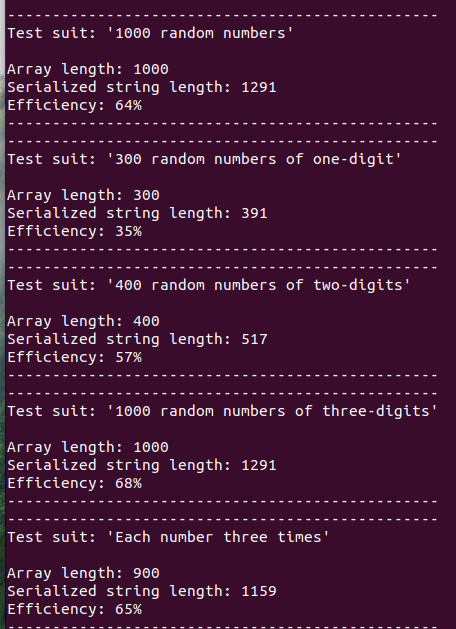 ------------------------------------------------
Test suit: '1000 random numbers'
Array length: 1000
Serialized string length: 1291
Efficiency: 64%
------------------------------------------------
------------------------------------------------
Test suit: '300 random numbers of one-digit'
Array length: 300
Serialized string length: 391
Efficiency: 35%
------------------------------------------------
------------------------------------------------
Test suit: '400 random numbers of two-digits'
Array length: 400
Serialized string length: 517
Efficiency: 57%
------------------------------------------------
------------------------------------------------
Test suit: '1000 random numbers of three-digits'
Array length: 1000
Serialized string length: 1291
Efficiency: 68%
------------------------------------------------
------------------------------------------------
Test suit: 'Each number three times'
Array length: 900
Serialized string length: 1159
Efficiency: 65%
------------------------------------------------